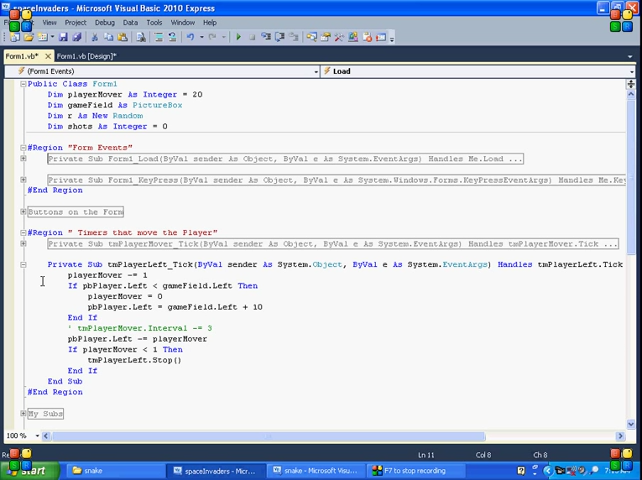 spaceInvaders - Microsoft Visual Basic 2010 Express
View Project Debug Data Tools Window Help
Form1.vb* Form1.vb [Design]*
(Form1 Events) Load
Public Class Form1
Dim playerMover As Integer = 20
Dim gameField As PictureBox
Dim r As New Random
Dim shots As Integer = 0
#Region "Form Events"
Private Sub Form1_Load(ByVal sender As Object, ByVal e As System.EventArgs) Handles Me.Load ...
Private Sub Form1_KeyPress(ByVal sender As Object, ByVal e As System.Windows.Forms.KeyPressEventArgs) Handles Me.Key
#End Region
Buttons on the Form
#Region " Timers that move the Player"
Private Sub tmPlayerMover_Tick(ByVal sender As Object, ByVal e As System.EventArgs) Handles tmPlayerMover.Tick ...
Private Sub tmPlayerLeft_Tick(ByVal sender As System.Object, ByVal e As System.EventArgs) Handles tmPlayerLeft.Tick
playerMover -= 1
If pbPlayer.Left < gameField.Left Then
playerMover = 0
pbPlayer.Left = gameField.Left + 10
End If
' tmPlayerMover.Interval -= 3
pbPlayer.Left -= playerMover
If playerMover < 1 Then
tmPlayerLeft.Stop()
End If
End Sub
#End Region
My Subs
100 %
Ln 11 Col 8 Ch 8
start snake spaceInvaders - Micr... snake - Microsoft Visu... F7 to stop recording